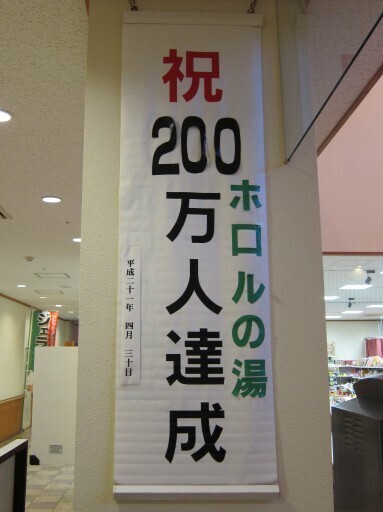 祝
200
万人達成
ホロルの湯
平成二十一年 四月 三十日